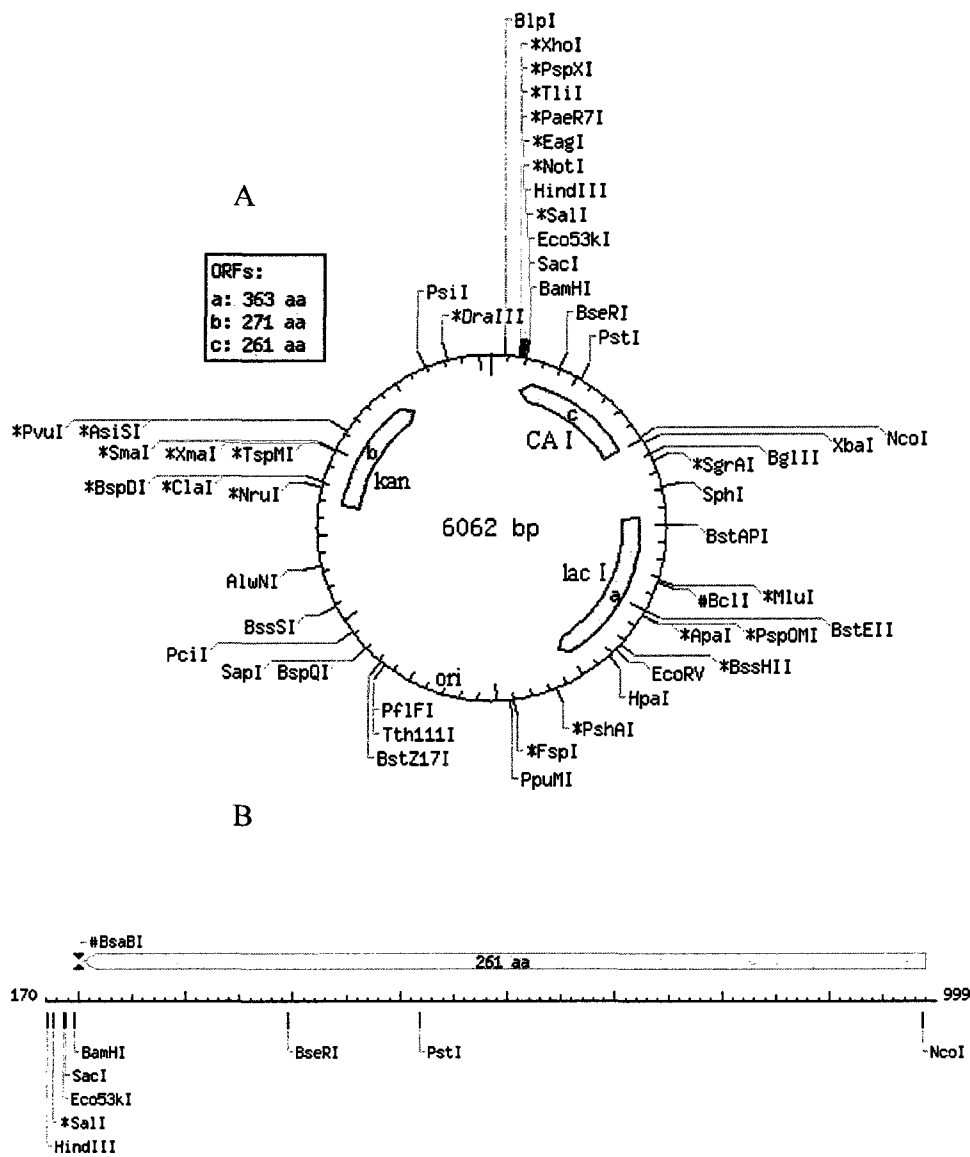 BlpI
*XhoI
*PspXI
*TliI
*PaeR7I
*EagI
*NotI
HindIII
*SalI
Eco53kI
SacI
BamHI
A
ORFs:
a: 363 aa
b: 271 aa
c: 261 aa
PsiI
*DraIII
BseRI
PstI
*PvuI *AsiSI
*SmaI *XmaI *TspMI
*BspDI *ClaI *NruI
b
kan
c
CA I
NcoI
XbaI
BglII
*SgrAI
SphI
6062 bp
BstAPI
lac I
a
AlwNI
#BclI *MluI
BstEII
*ApaI *PspOMI
BssSI
*BssHII
PciI
EcoRV
SapI BspQI
ori
HpaI
PflFI
*PshAI
Tth111I
*FspI
BstZ17I
PpuMI
B
#BsaBI
261 aa
170 999
BamHI BseRI PstI NcoI
SacI
Eco53kI
*SalI
HindIII